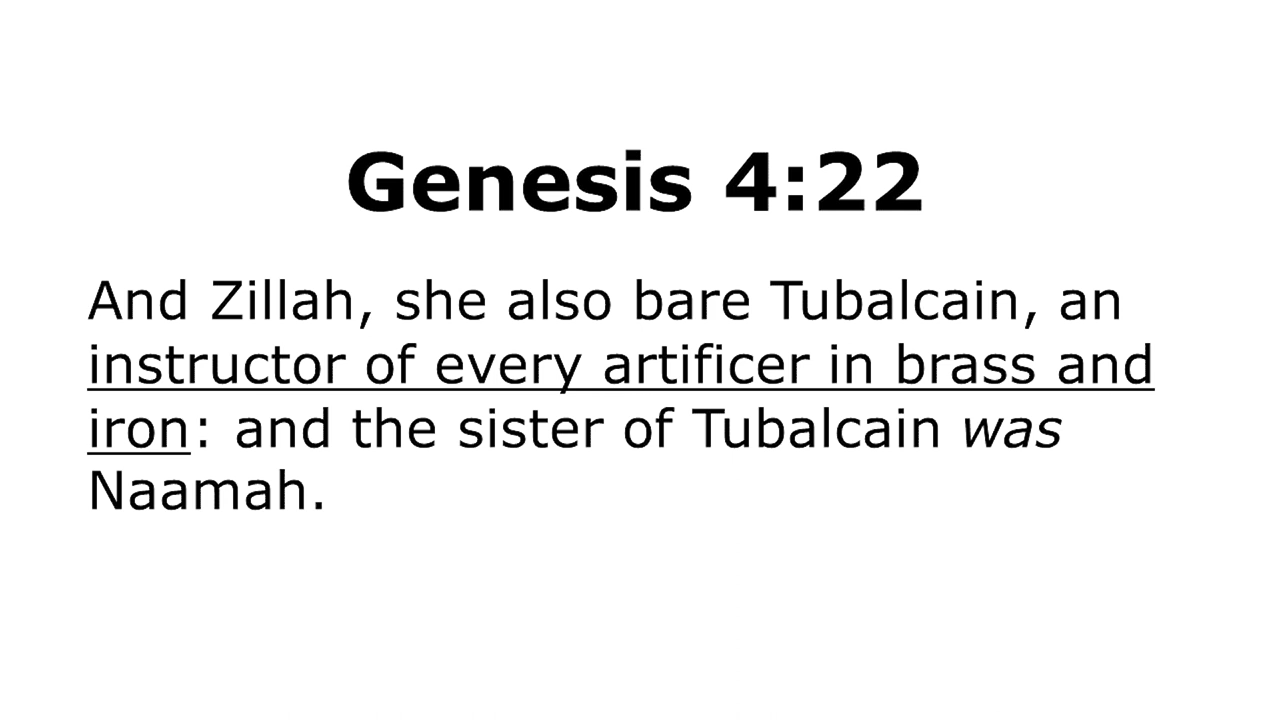 Genesis 4:22
And Zillah, she also bare Tubalcain, an
instructor of every artificer in brass and
iron: and the sister of Tubalcain was
Naamah.